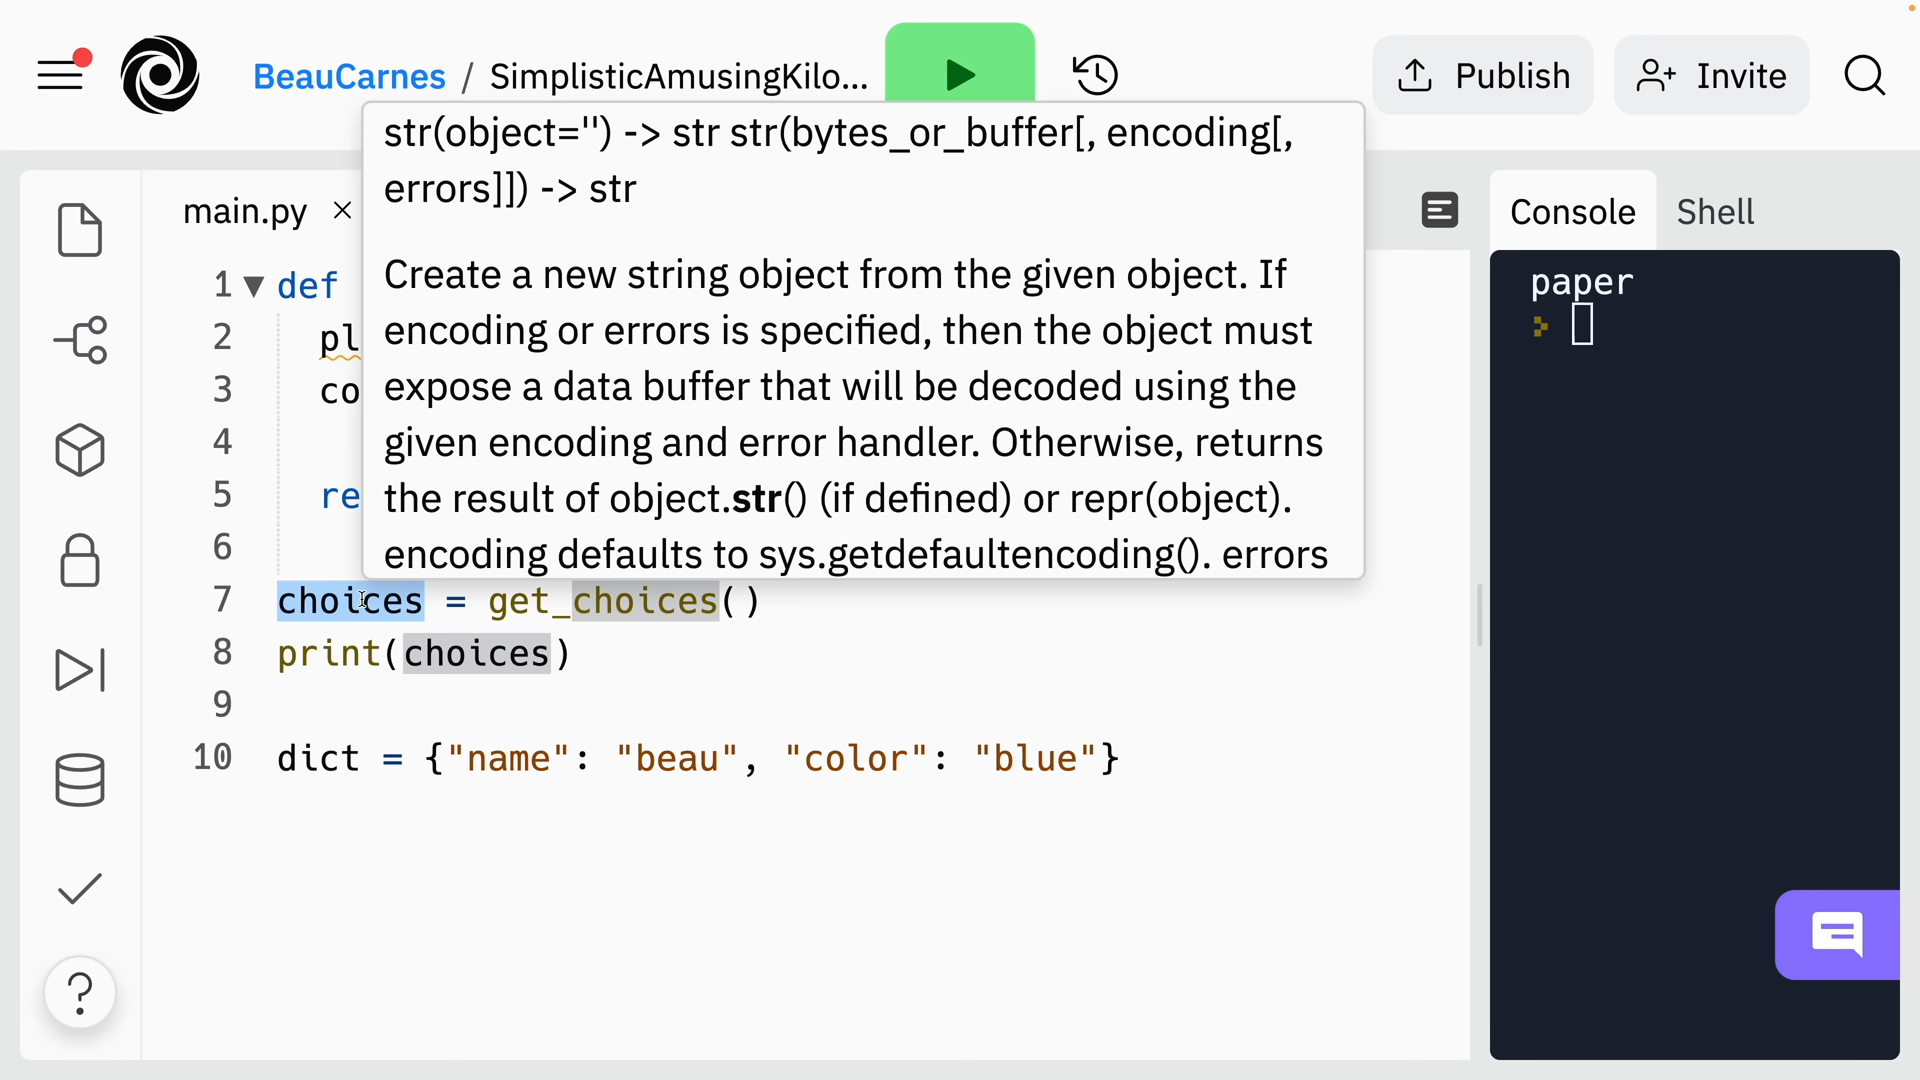 BeauCarnes / SimplisticAmusingKilo...
Publish
Invite
str(object='') -> str str(bytes_or_buffer[, encoding[,
errors]]) -> str
Create a new string object from the given object. If
encoding or errors is specified, then the object must
expose a data buffer that will be decoded using the
given encoding and error handler. Otherwise, returns
the result of object.str() (if defined) or repr(object).
encoding defaults to sys.getdefaultencoding(). errors
main.py ×
1 def
2 pl
3 co
4
5 re
6
7 choices = get_choices()
8 print(choices)
9
10 dict = {"name": "beau", "color": "blue"}
Console Shell
paper
?